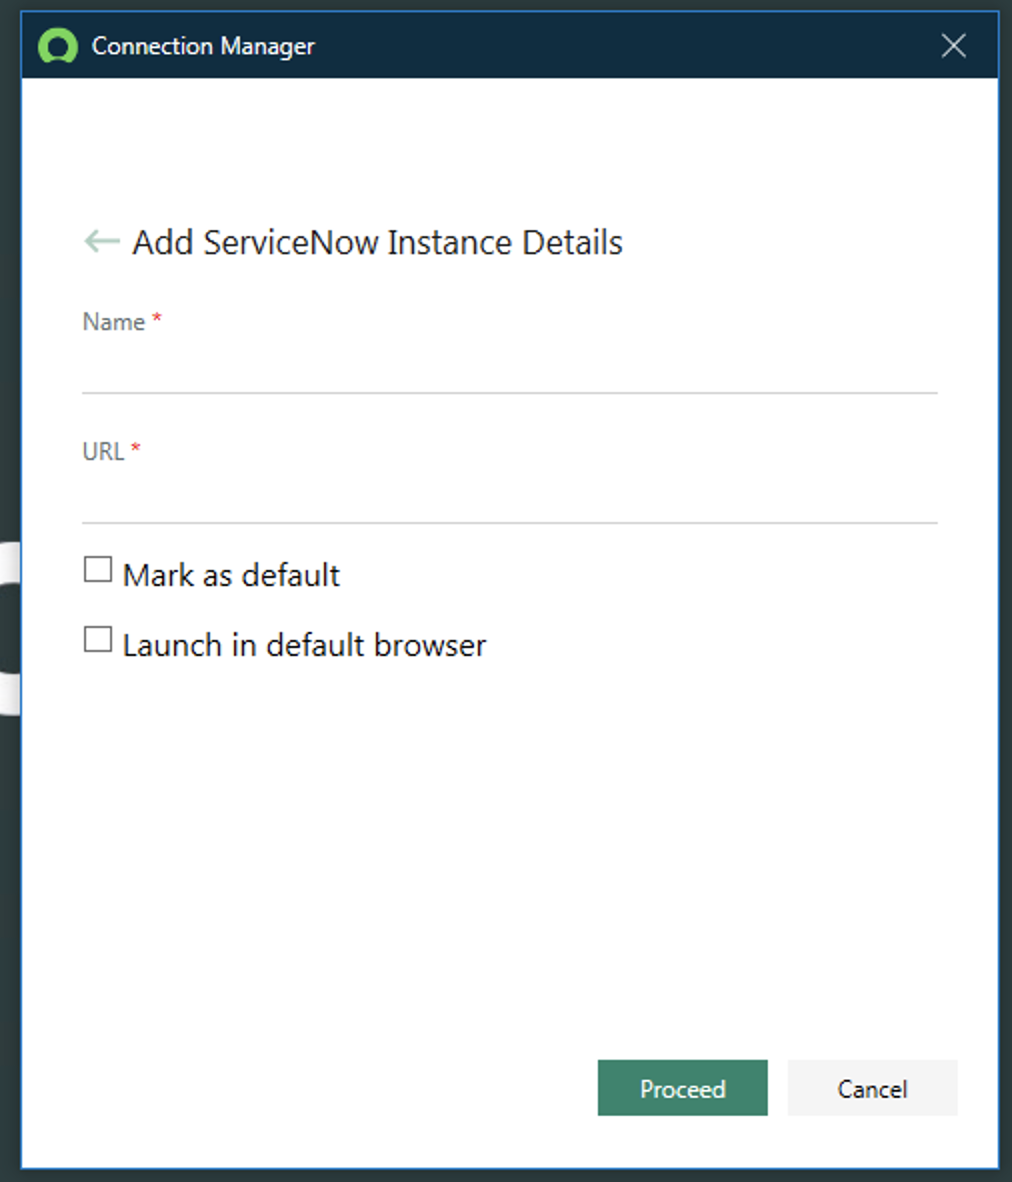 Connection Manager
Add ServiceNow Instance Details
Name *
URL *
Mark as default
Launch in default browser
Proceed
Cancel